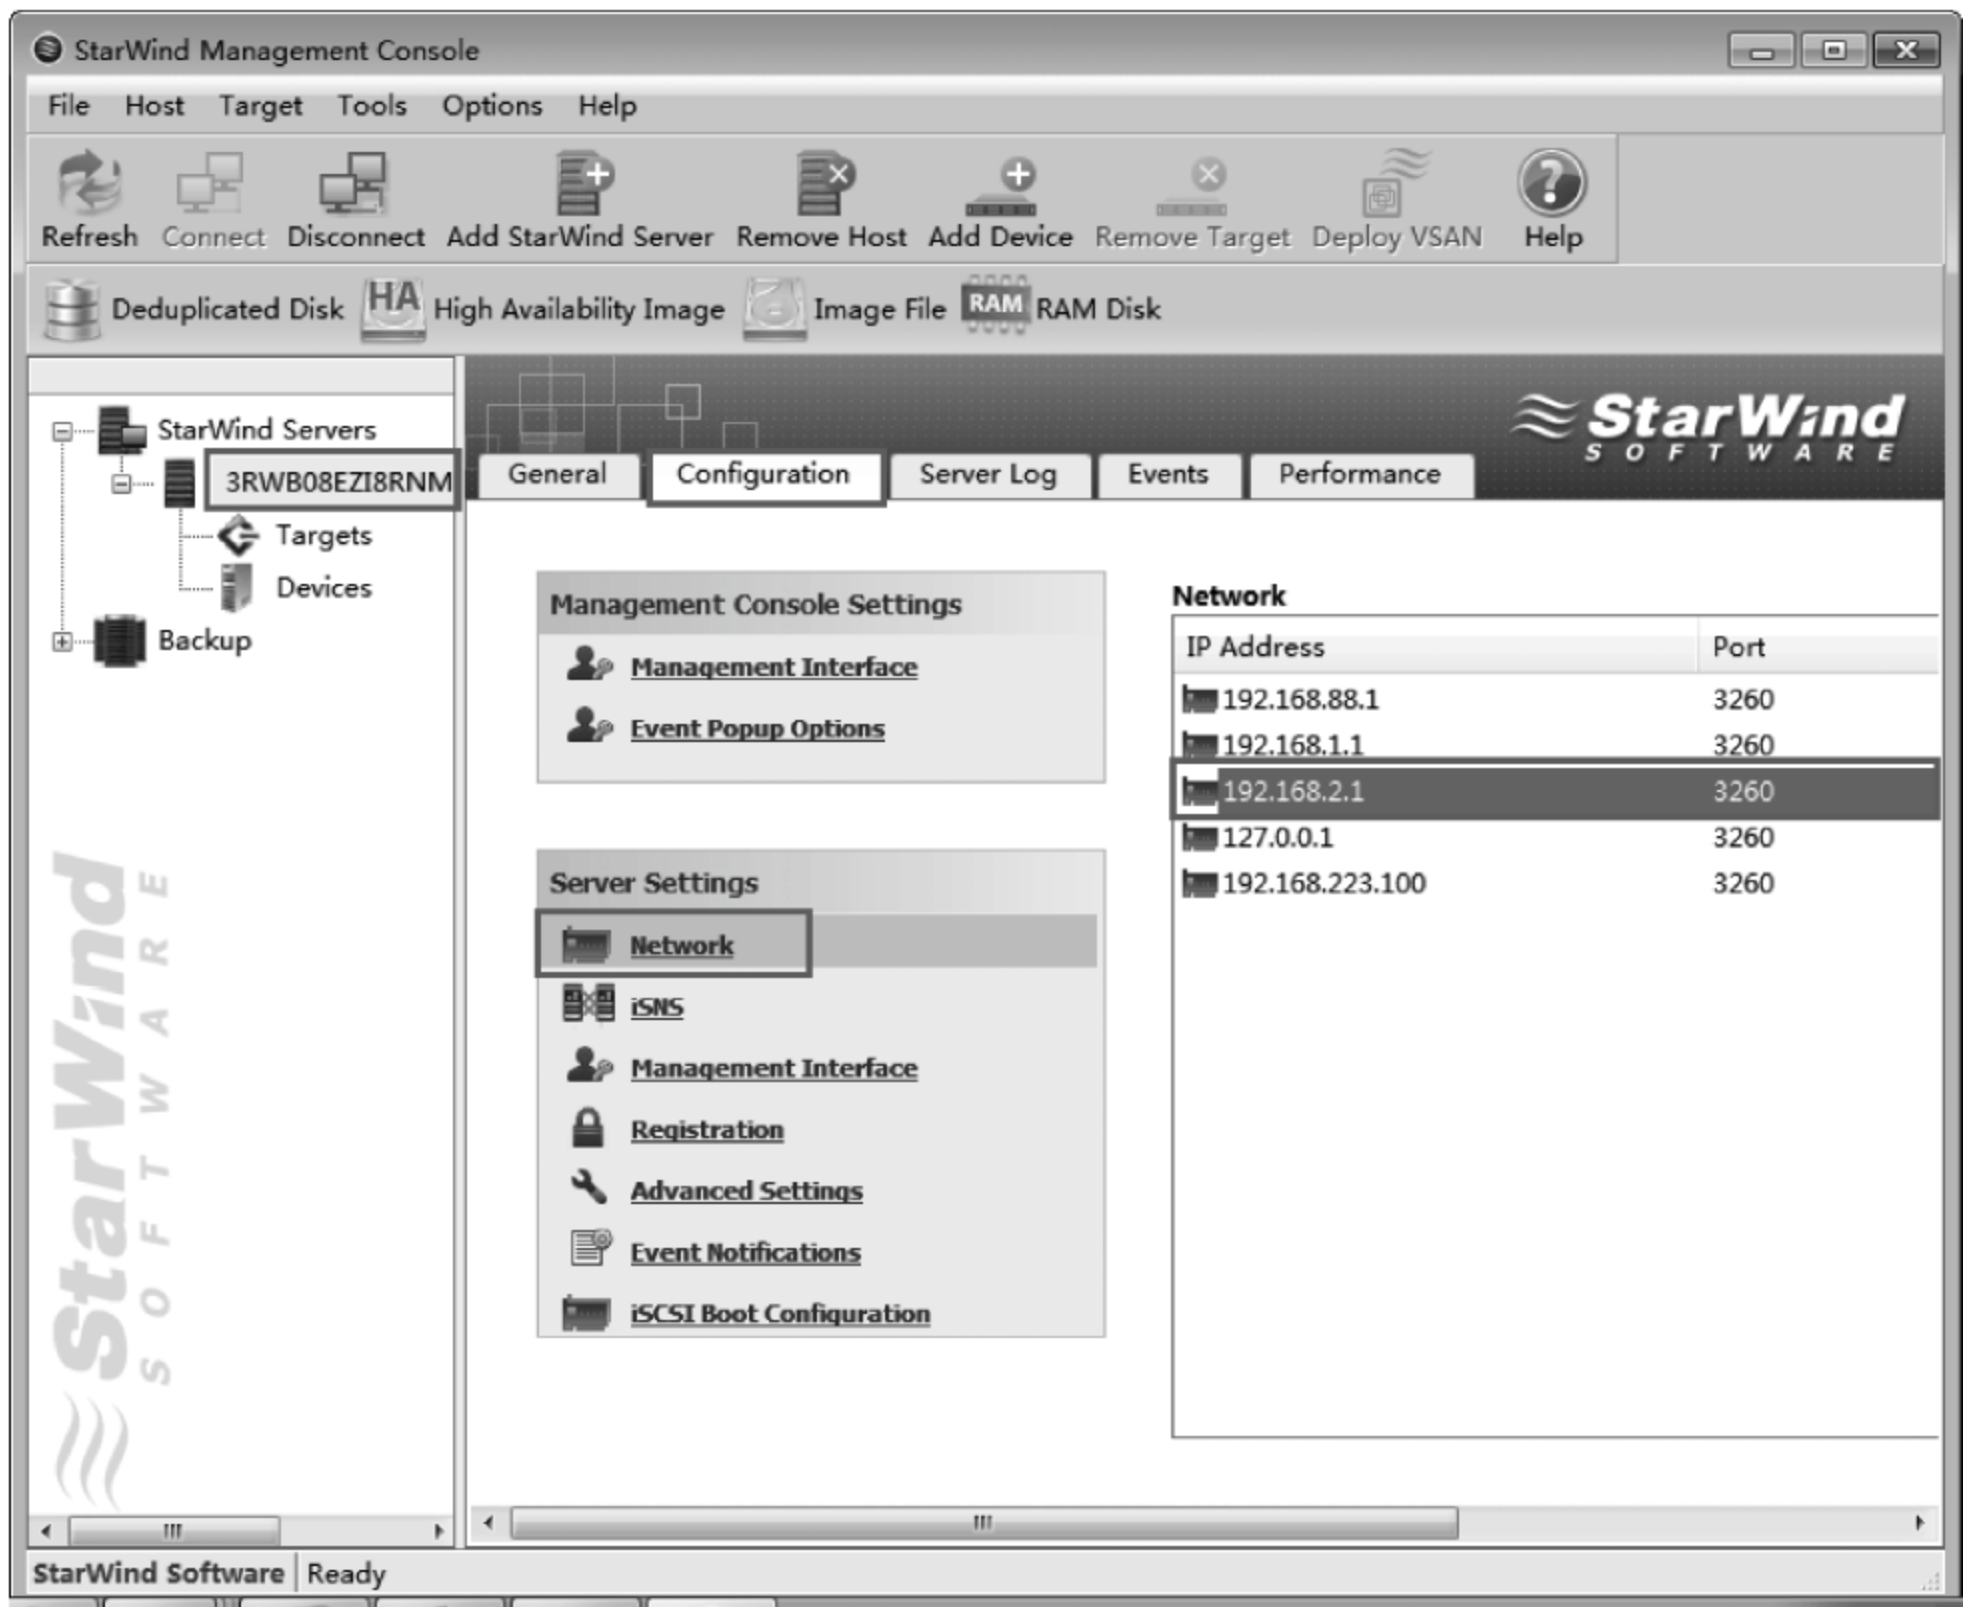 StarWind Management Console
File Host Target Tools Options Help
Refresh Connect Disconnect Add StarWind Server Remove Host Add Device Remove Target Deploy VSAN Help
Deduplicated Disk HA High Availability Image Image File RAM RAM Disk
StarWind Servers
3RWB08EZI8RNM
Targets
Devices
Backup
StarWind
SOFTWARE
StarWind
SOFTWARE
General Configuration Server Log Events Performance
Management Console Settings
Management Interface
Event Popup Options
Server Settings
Network
iSNS
Management Interface
Registration
Advanced Settings
Event Notifications
iSCSI Boot Configuration
Network
IP Address Port
192.168.88.1 3260
192.168.1.1 3260
192.168.2.1 3260
127.0.0.1 3260
192.168.223.100 3260
StarWind Software Ready